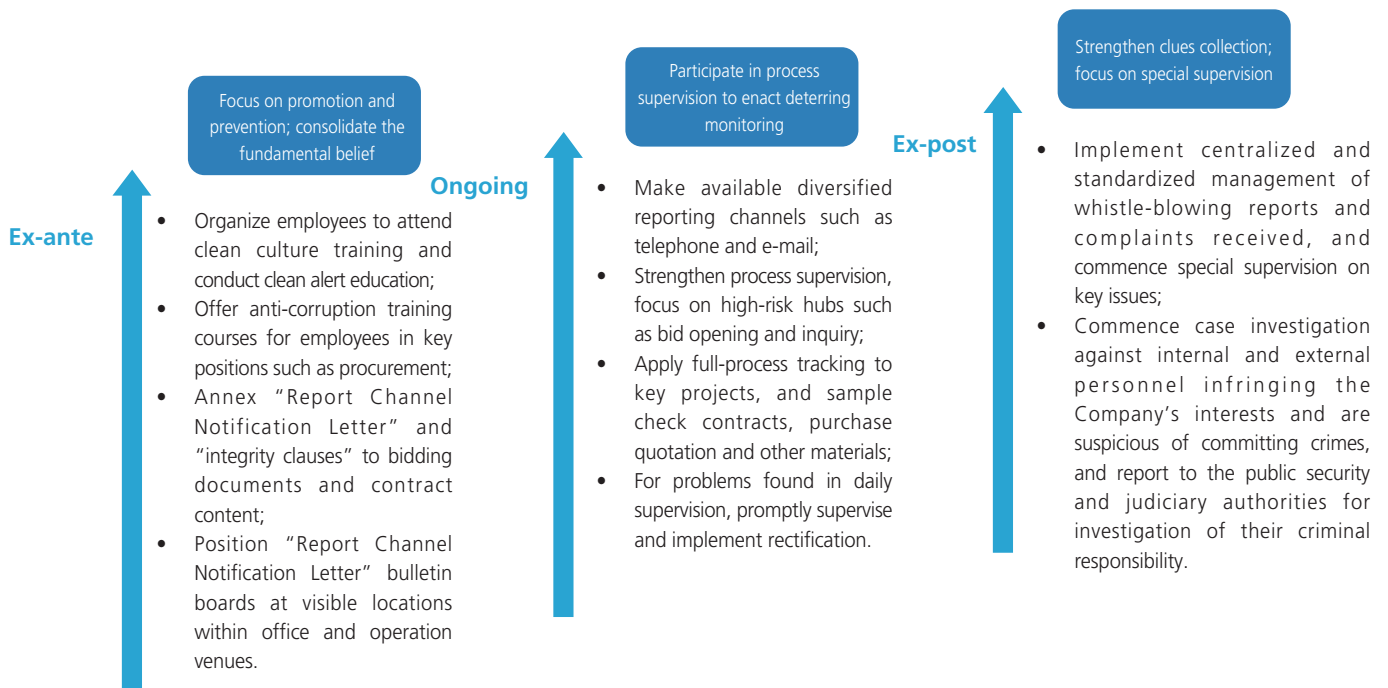 Ex-ante
Focus on promotion and
prevention; consolidate the
fundamental belief
• Organize employees to attend
clean culture training and
conduct clean alert education;
• Offer anti-corruption training
courses for employees in key
positions such as procurement;
• Annex “Report Channel
Notification Letter” and
“integrity clauses” to bidding
documents and contract
content;
• Position “Report Channel
Notification Letter” bulletin
boards at visible locations
within office and operation
venues.
Ongoing
Participate in process
supervision to enact deterring
monitoring
• Make available diversified
reporting channels such as
telephone and e-mail;
• Strengthen process supervision,
focus on high-risk hubs such
as bid opening and inquiry;
• Apply full-process tracking to
key projects, and sample
check contracts, purchase
quotation and other materials;
• For problems found in daily
supervision, promptly supervise
and implement rectification.
Ex-post
Strengthen clues collection;
focus on special supervision
• Implement centralized and
standardized management of
whistle-blowing reports and
complaints received, and
commence special supervision on
key issues;
• Commence case investigation
against internal and external
personnel infringing the
Company’s interests and are
suspicious of committing crimes,
and report to the public security
and judiciary authorities for
investigation of their criminal
responsibility.